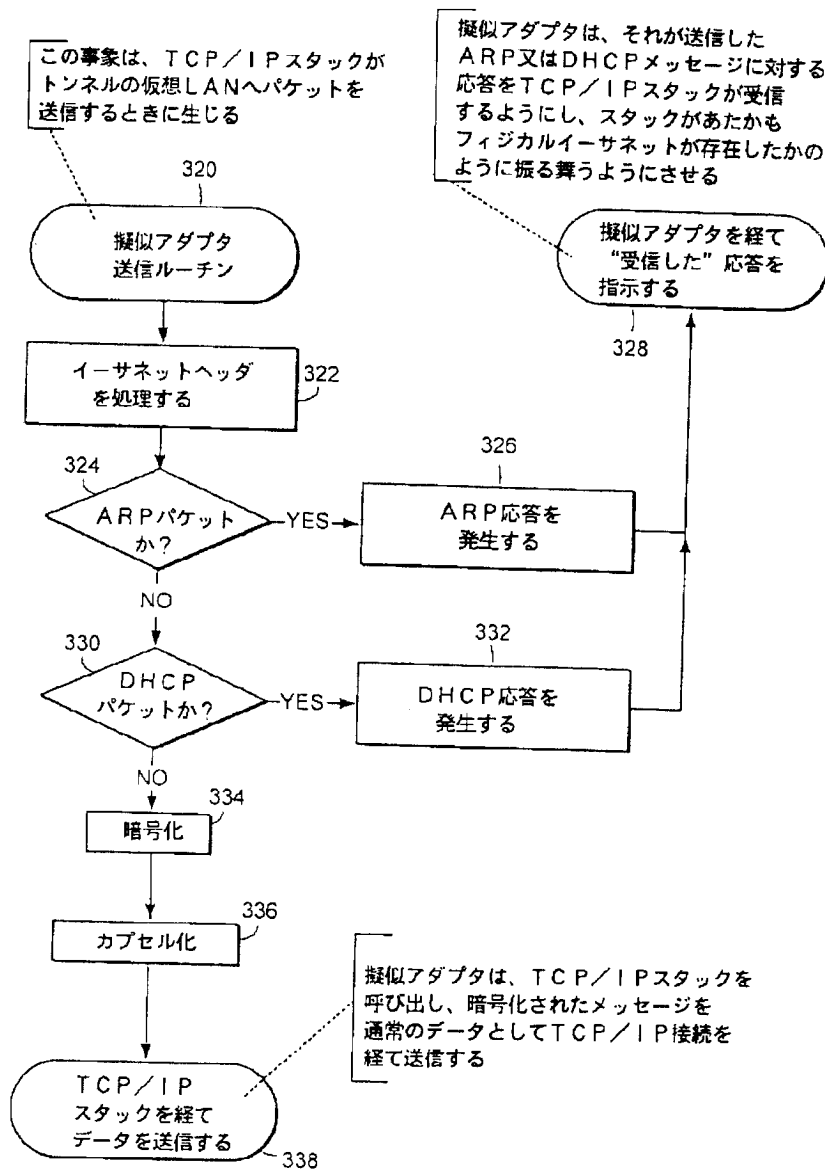 この事象は、TCP/IPスタックが
トンネルの仮想LANへパケットを
送信するときに生じる
擬似アダプタは、それが送信した
ARP又はDHCPメッセージに対する
応答をTCP/IPスタックが受信
するようにし、スタックがあたかも
フィジカルイーサネットが存在したかの
ように振る舞うようにさせる
320
擬似アダプタ
送信ルーチン
擬似アダプタを経て
“受信した”応答を
指示する
328
イーサネットヘッダ
を処理する
322
324
ARPパケット
か?
YES
326
ARP応答を
発生する
NO
330
DHCP
パケットか?
YES
332
DHCP応答を
発生する
NO
334
暗号化
336
カプセル化
擬似アダプタは、TCP/IPスタックを
呼び出し、暗号化されたメッセージを
通常のデータとしてTCP/IP接続を
経て送信する
TCP/IP
スタックを経て
データを送信する
338